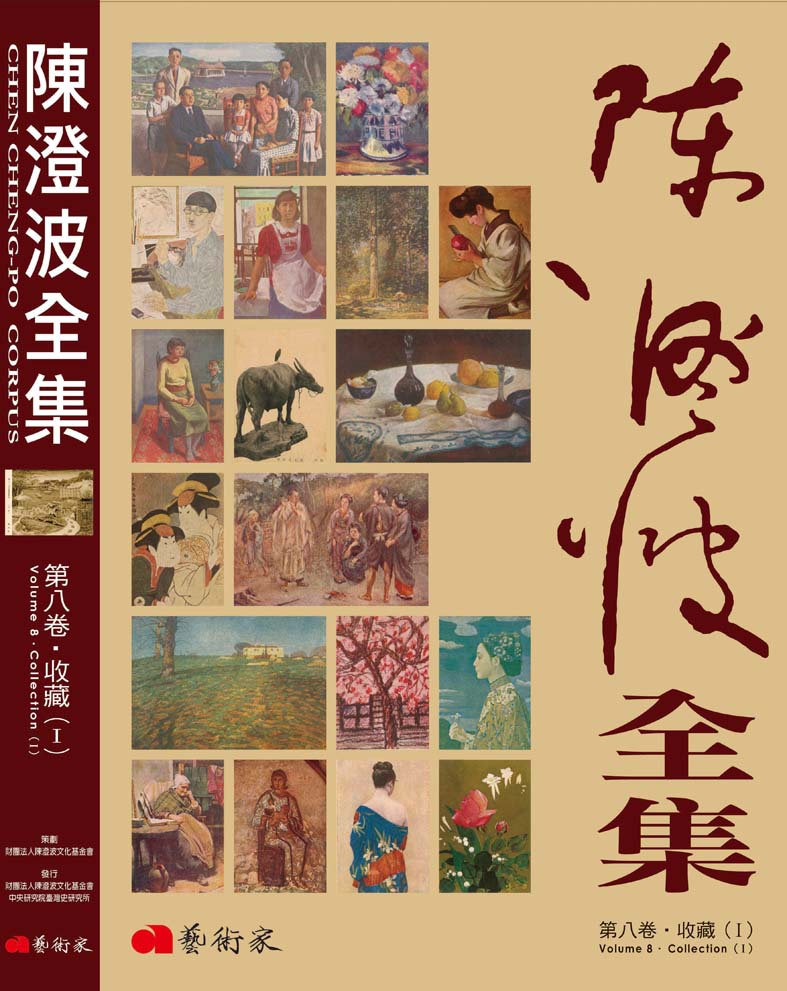 陳澄波全集
CHEN CHENG-PO CORPUS
第八�・收藏（I）
Volume 8・Collection（I）
策劃
財團法人陳澄波文化基金會
發行
財團法人陳澄波文化基金會
中央研究院臺灣史研究所
a藝術家
陈澄波
全集
第八卷・收藏（I）
Volume 8・Collection（I）
a藝術家